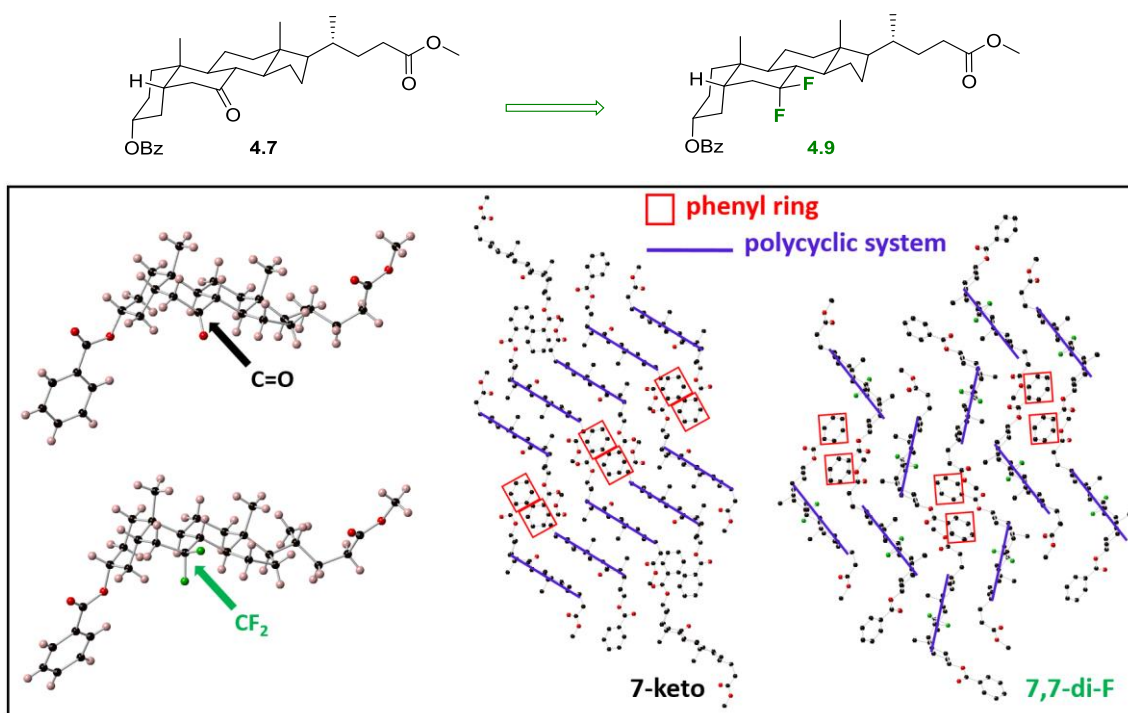 H
O
O
O
OBz
4.7
H
F
F
O
O
OBz
4.9
phenyl ring
polycyclic system
C=O
CF₂
7-keto
7,7-di-F